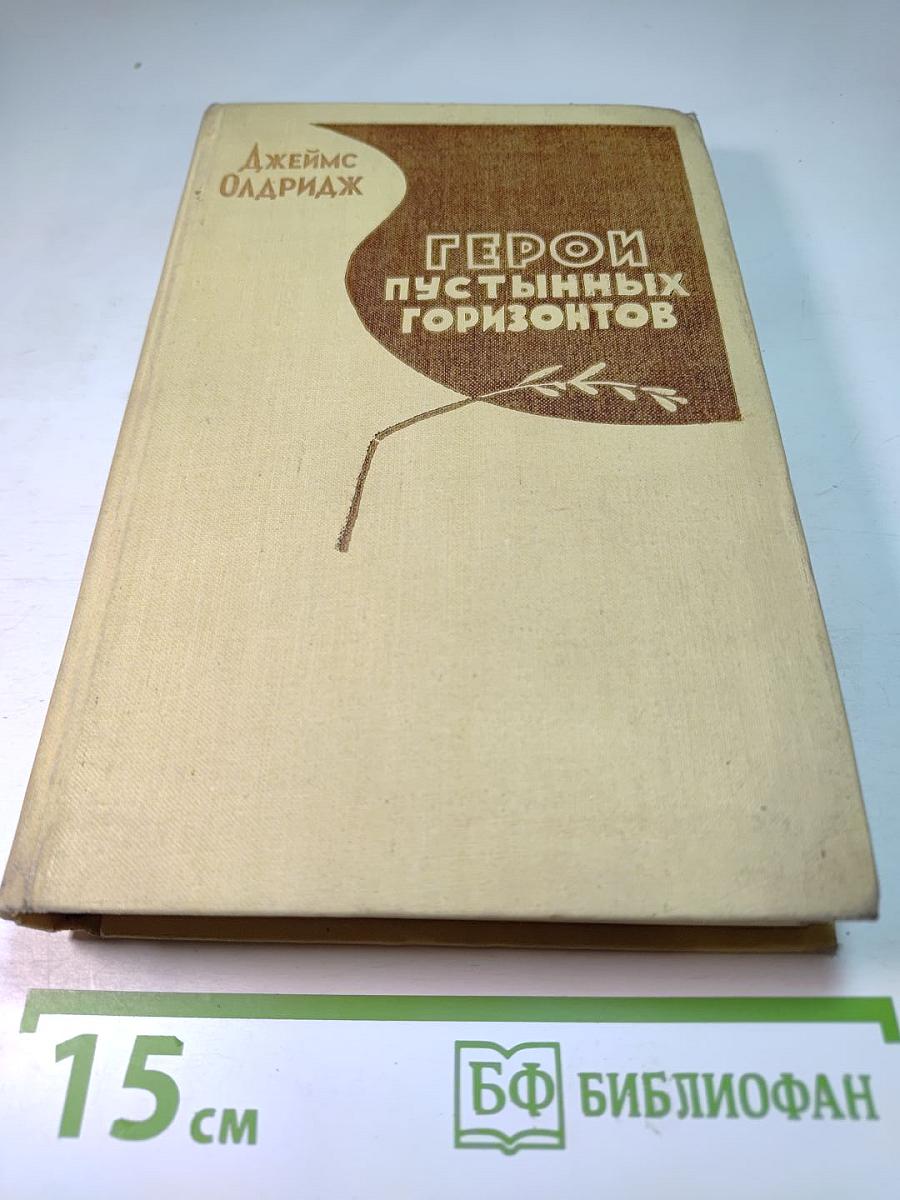 Джеймс
Олдридж
ГЕРОИ
ПУСТЫННЫХ
ГОРИЗОНТОВ
15 см
БФ БИБЛИОФАН